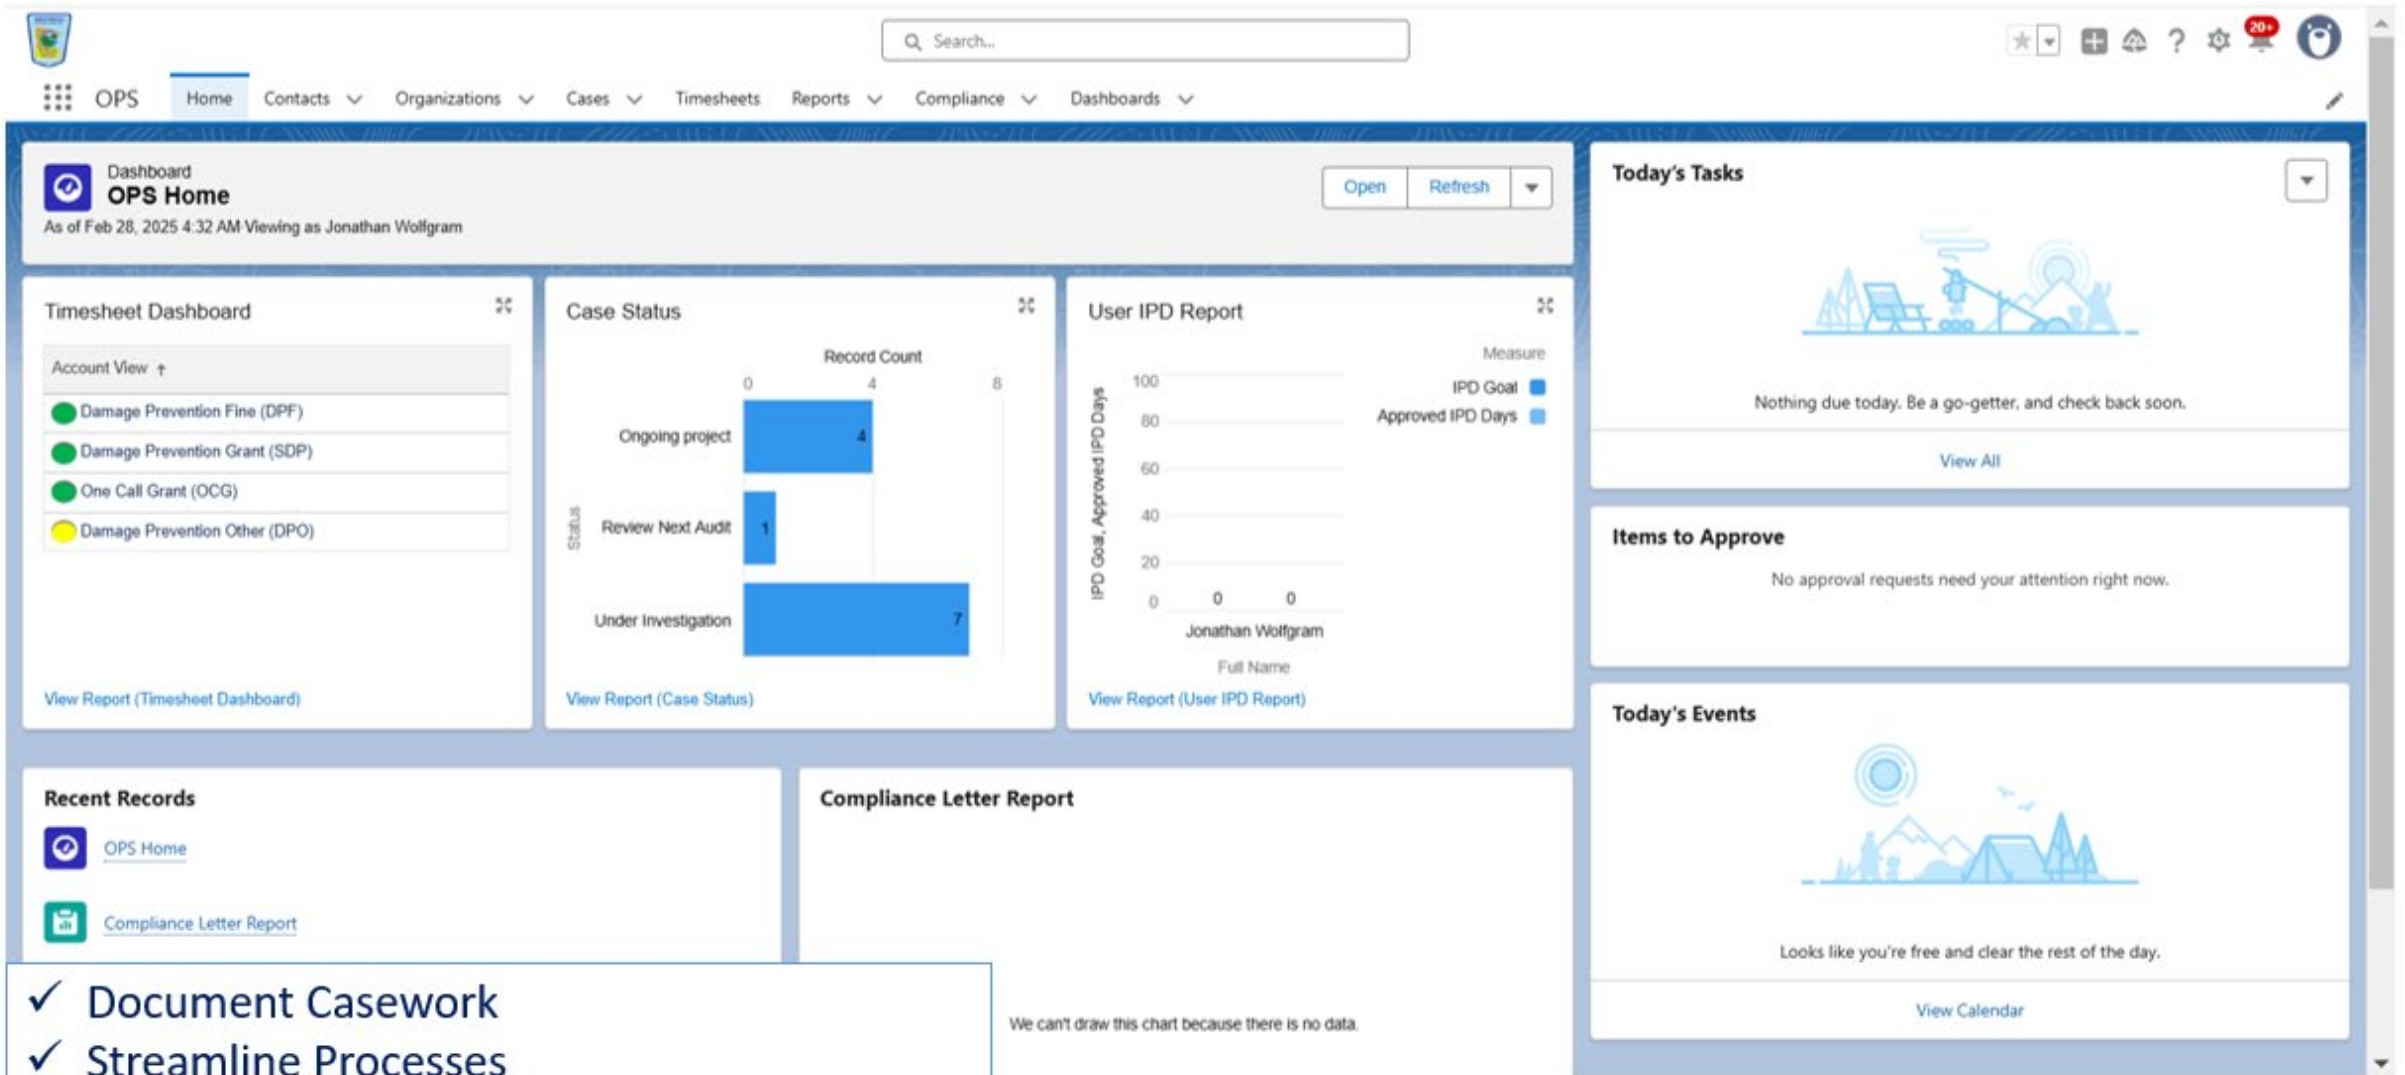 Search...
20+
OPS Home Contacts Organizations Cases Timesheets Reports Compliance Dashboards
Dashboard
OPS Home
As of Feb 28, 2025 4:32 AM·Viewing as Jonathan Wolfgram
Open Refresh
Timesheet Dashboard
Account View ↑
Damage Prevention Fine (DPF)
Damage Prevention Grant (SDP)
One Call Grant (OCG)
Damage Prevention Other (DPO)
View Report (Timesheet Dashboard)
Case Status
Record Count
0 4 8
Status
Ongoing project 4
Review Next Audit 1
Under Investigation 7
View Report (Case Status)
User IPD Report
Measure
IPD Goal
Approved IPD Days
IPD Goal, Approved IPD Days
100
80
60
40
20
0
0 0
Jonathan Wolfgram
Full Name
View Report (User IPD Report)
Today's Tasks
Nothing due today. Be a go-getter, and check back soon.
View All
Items to Approve
No approval requests need your attention right now.
Today's Events
Looks like you're free and clear the rest of the day.
View Calendar
Recent Records
OPS Home
Compliance Letter Report
Compliance Letter Report
We can't draw this chart because there is no data.
✓ Document Casework
✓ Streamline Processes